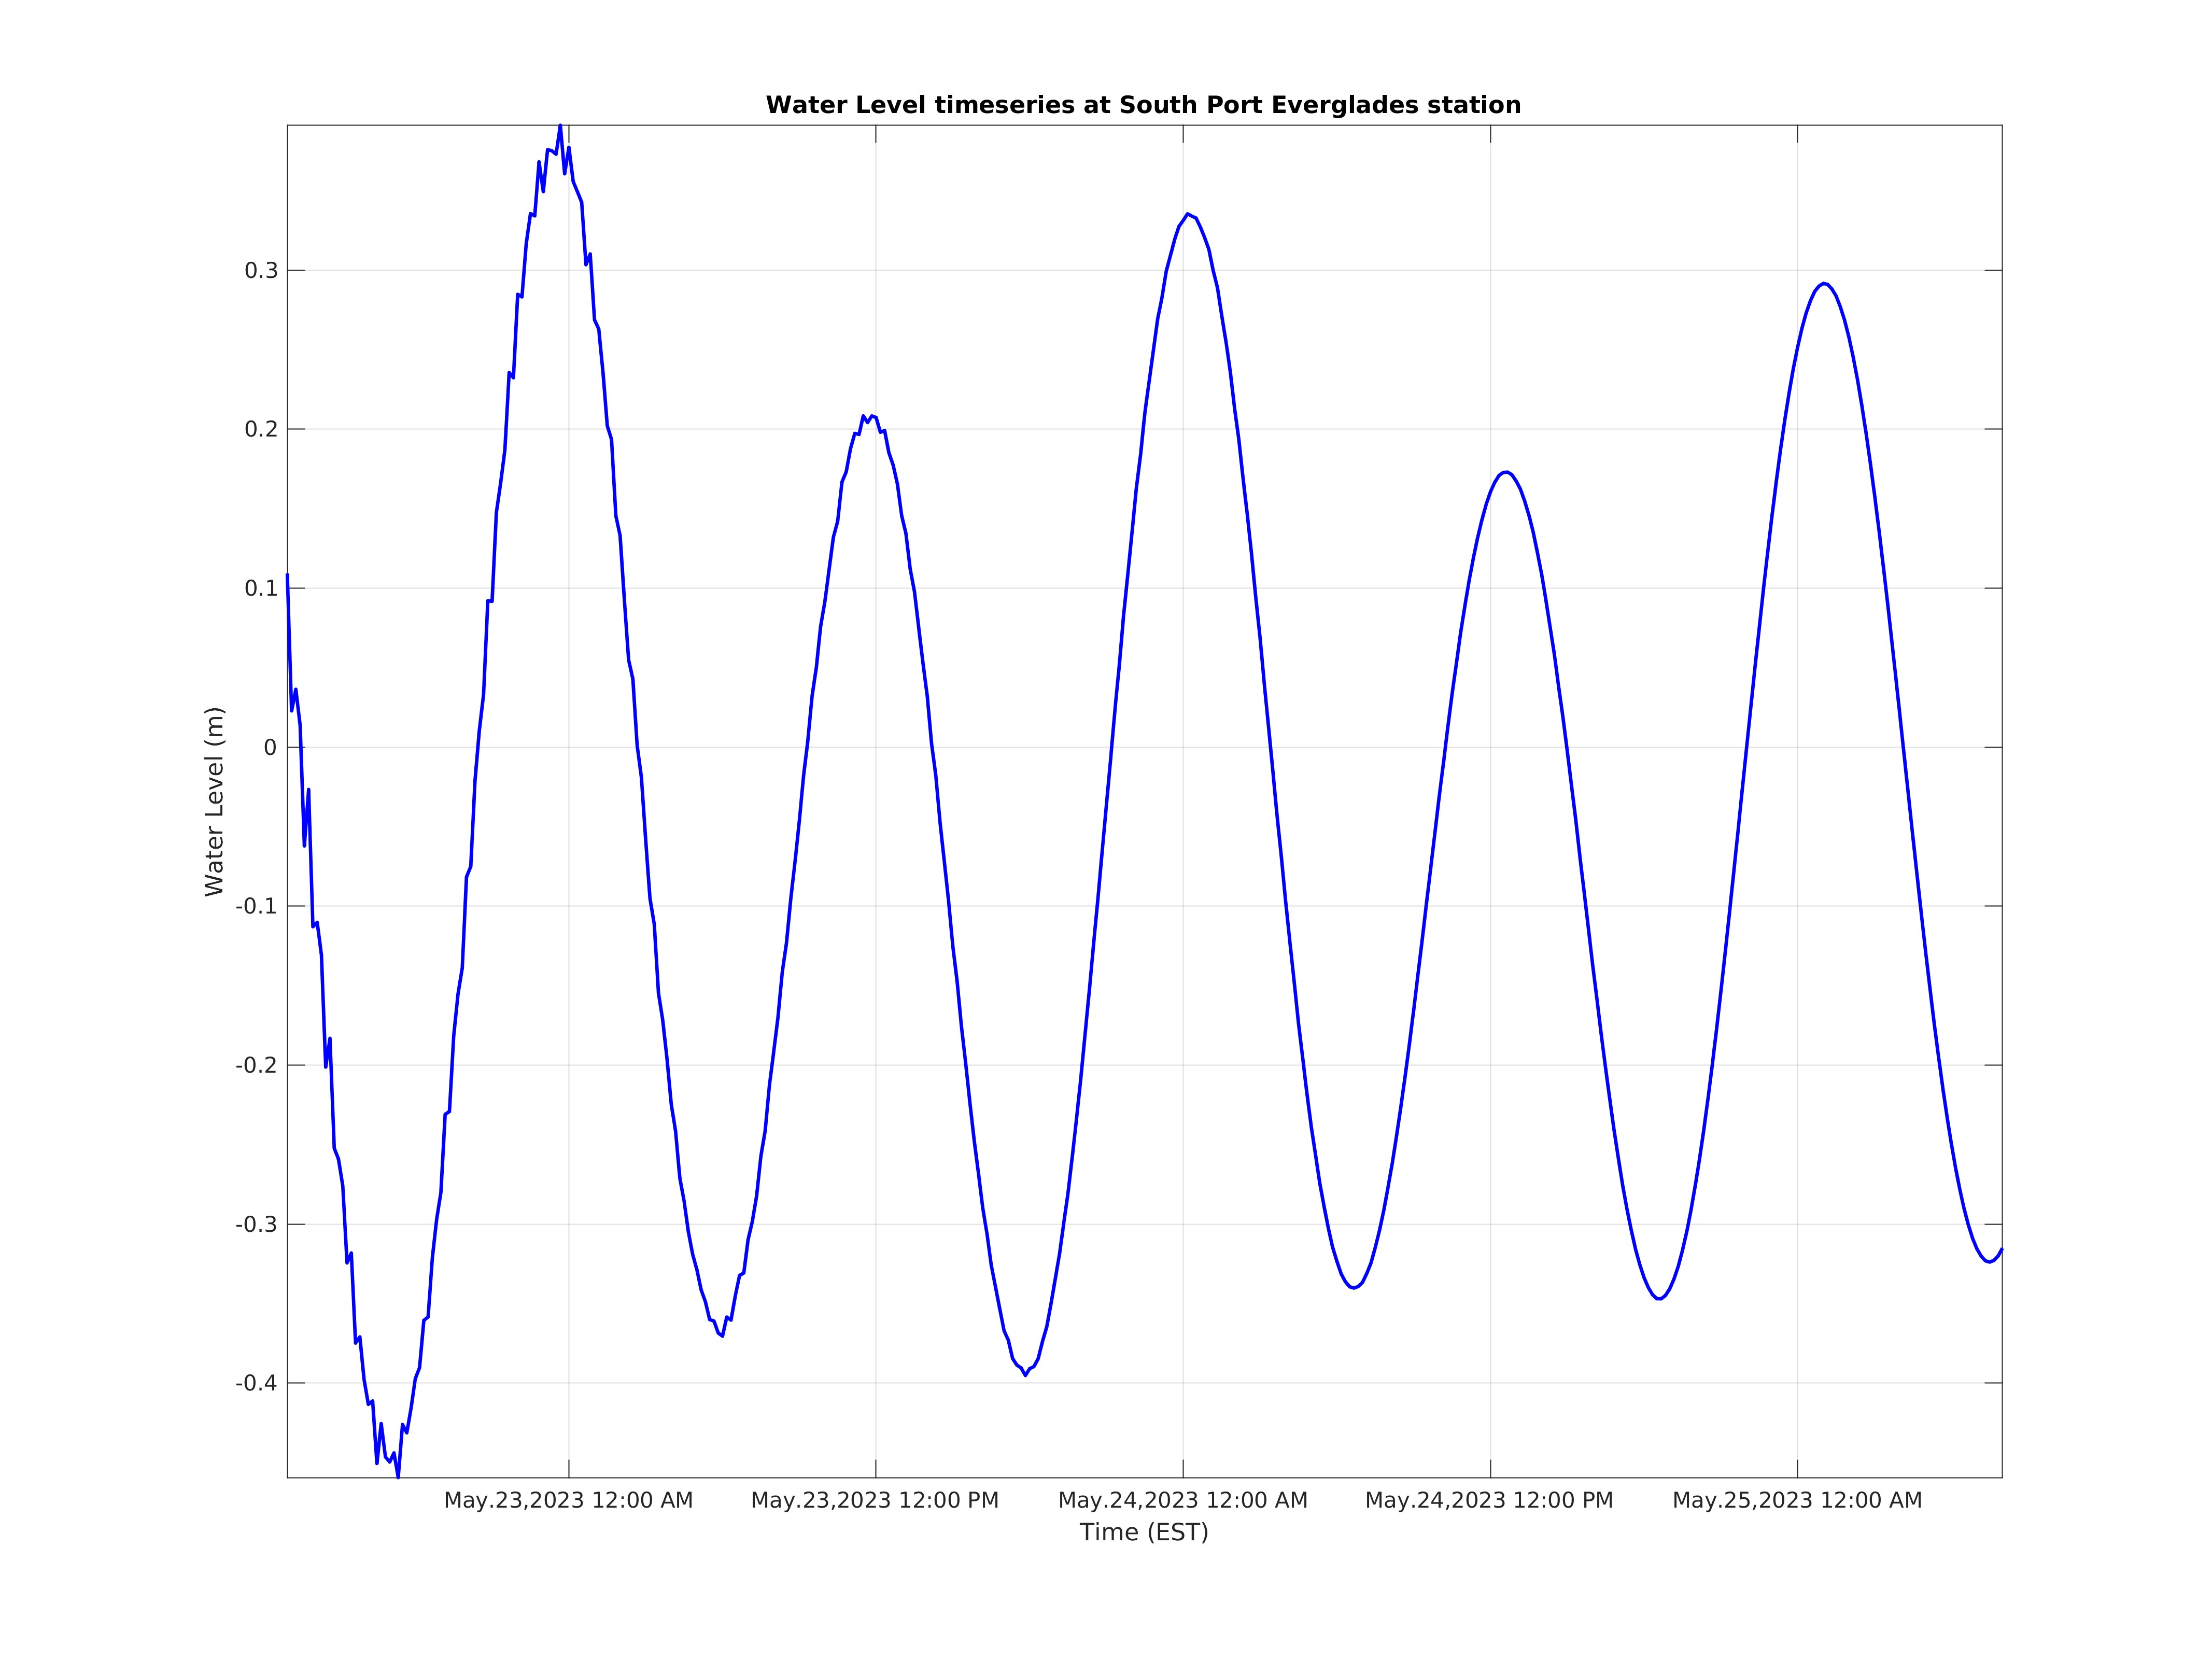 Water Level timeseries at South Port Everglades station
0.3
0.2
0.1
0
-0.1
-0.2
-0.3
-0.4
Water Level (m)
May.23,2023 12:00 AM
May.23,2023 12:00 PM
May.24,2023 12:00 AM
May.24,2023 12:00 PM
May.25,2023 12:00 AM
Time (EST)